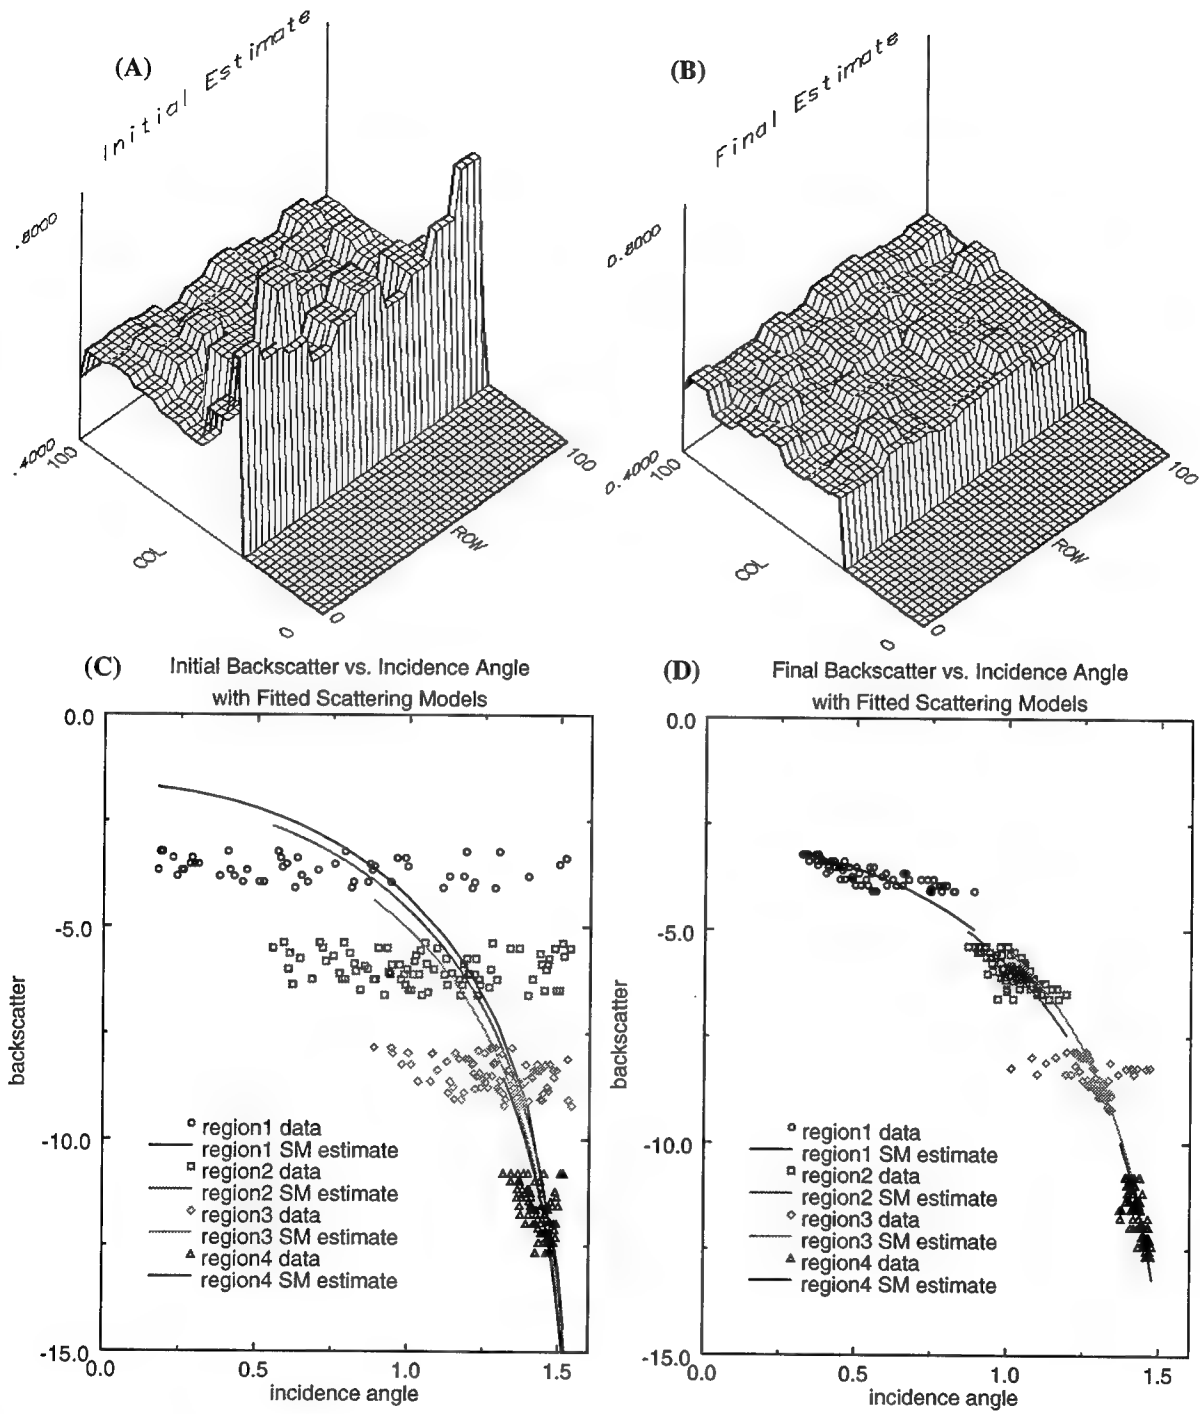 (A)
Initial Estimate
.8000
.4000
100
COL
0
0
ROW
100
(B)
Final Estimate
0.8000
0.4000
100
COL
0
0
ROW
100
(C)
Initial Backscatter vs. Incidence Angle
with Fitted Scattering Models
0.0
-5.0
-10.0
-15.0
backscatter
region1 data
region1 SM estimate
region2 data
region2 SM estimate
region3 data
region3 SM estimate
region4 data
region4 SM estimate
0.0
0.5
1.0
1.5
incidence angle
(D)
Final Backscatter vs. Incidence Angle
with Fitted Scattering Models
0.0
-5.0
-10.0
-15.0
backscatter
region1 data
region1 SM estimate
region2 data
region2 SM estimate
region3 data
region3 SM estimate
region4 data
region4 SM estimate
0.0
0.5
1.0
1.5
incidence angle